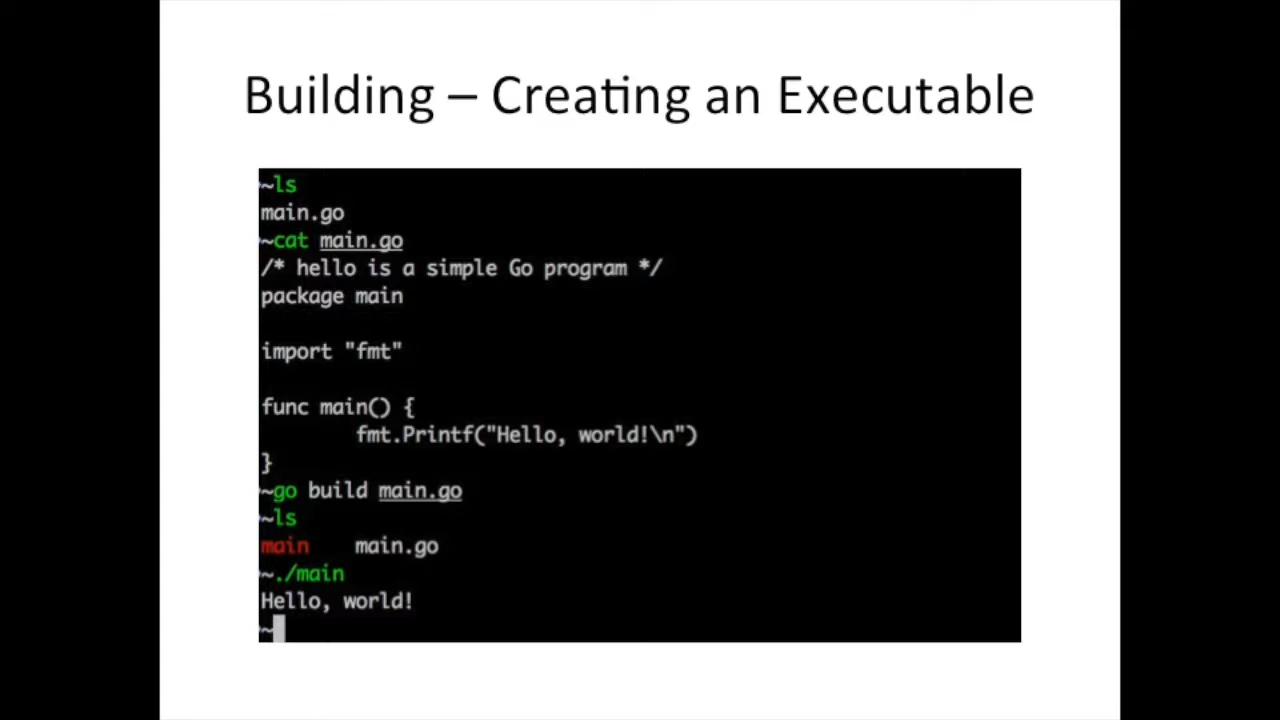 Building – Creating an Executable
~ls
main.go
~cat main.go
/* hello is a simple Go program */
package main
import "fmt"
func main() {
        fmt.Printf("Hello, world!\n")
}
~go build main.go
~ls
main    main.go
~./main
Hello, world!
~